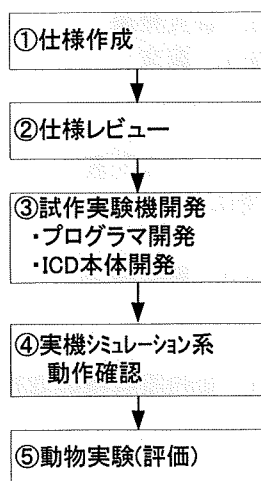 ①仕様作成
②仕様レビュー
③試作実験機開発
・プログラマ開発
・ICD本体開発
④実機ｼﾐｭﾚｰｼｮﾝ系
動作確認
⑤動物実験(評価)